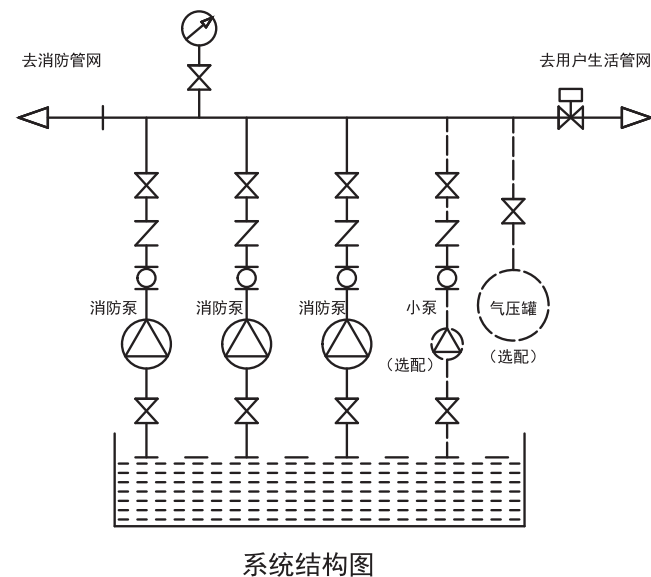 去消防管网
去用户生活管网
消防泵
消防泵
消防泵
小泵
气压罐
（选配）
（选配）
系统结构图